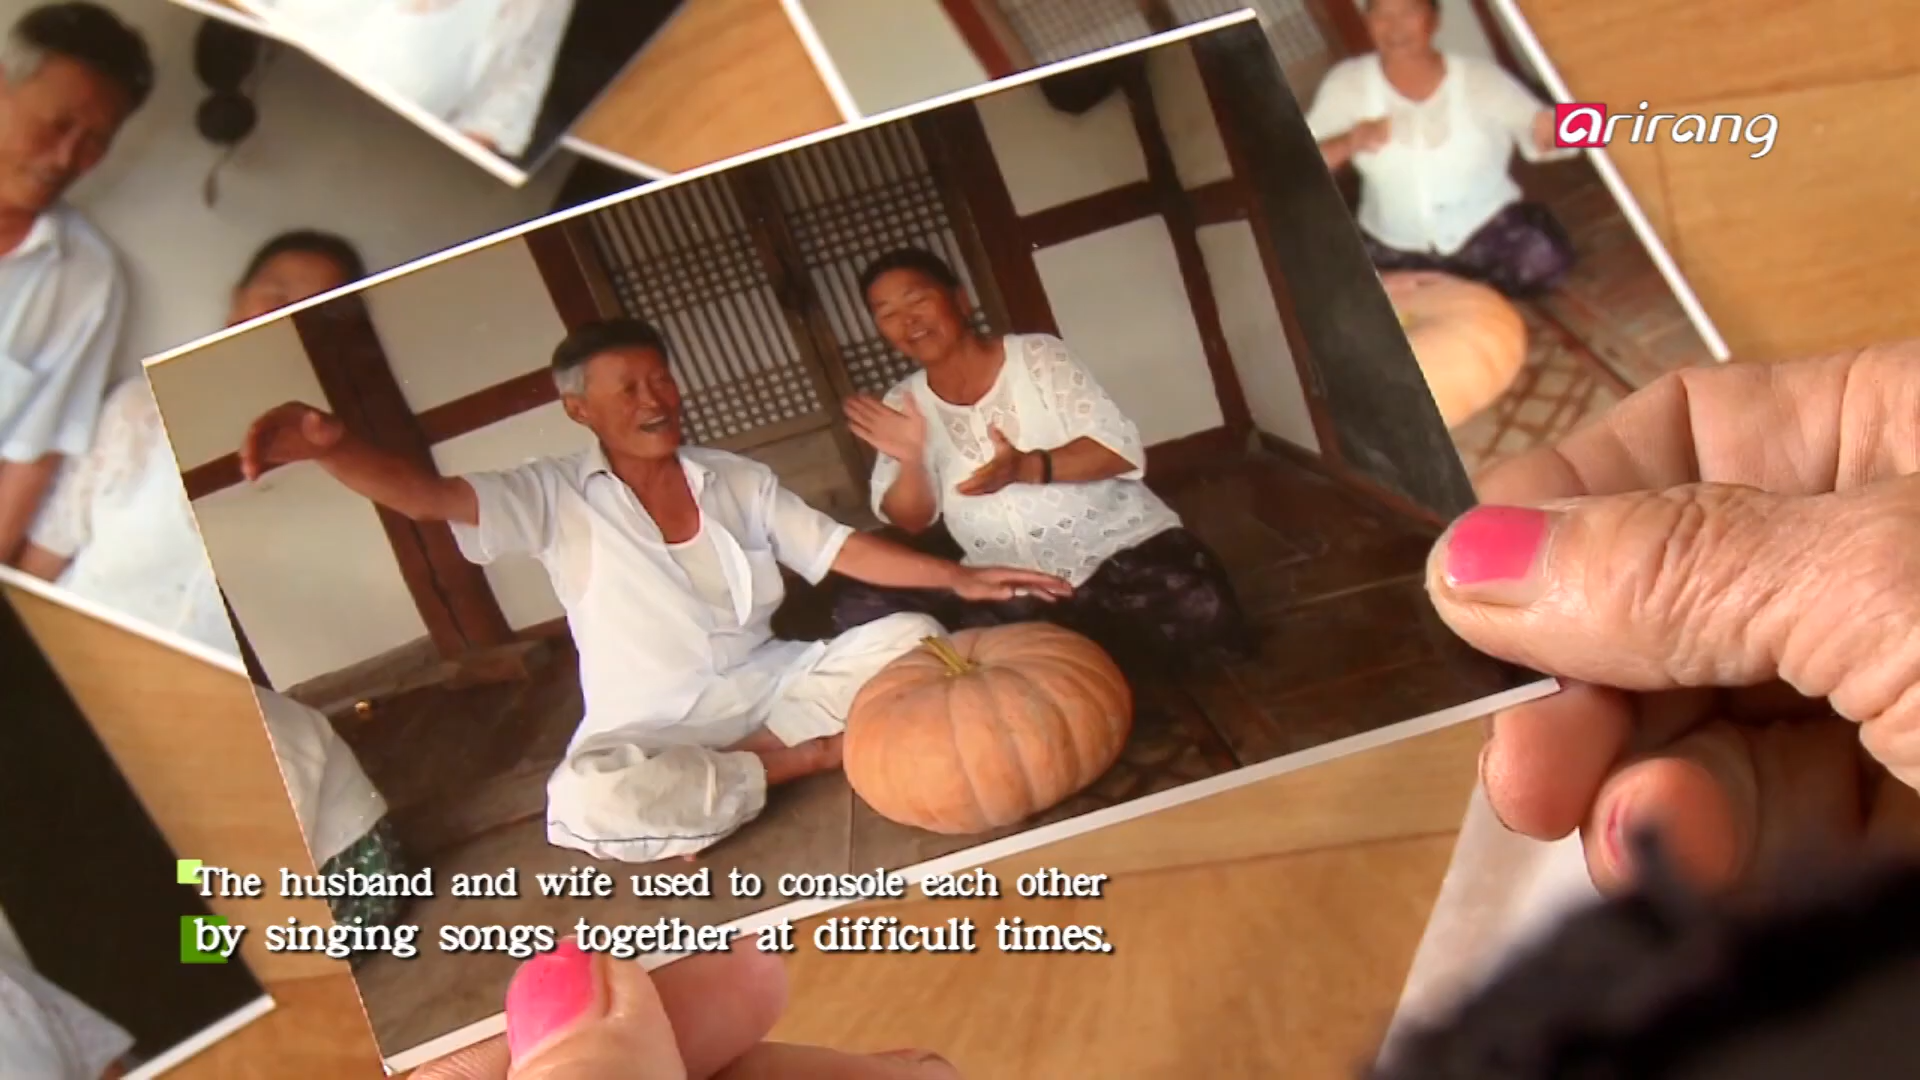 arirang
The husband and wife used to console each other
by singing songs together at difficult times.